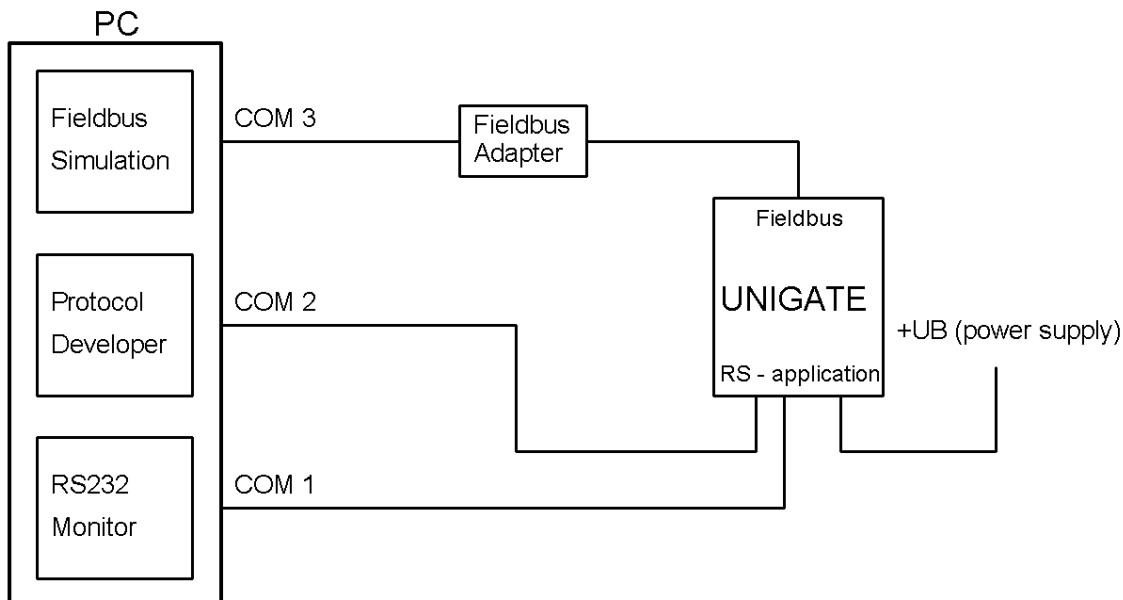 PC
Fieldbus
Simulation
COM 3
Fieldbus
Adapter
Fieldbus
UNIGATE
RS - application
+UB (power supply)
Protocol
Developer
COM 2
RS232
Monitor
COM 1